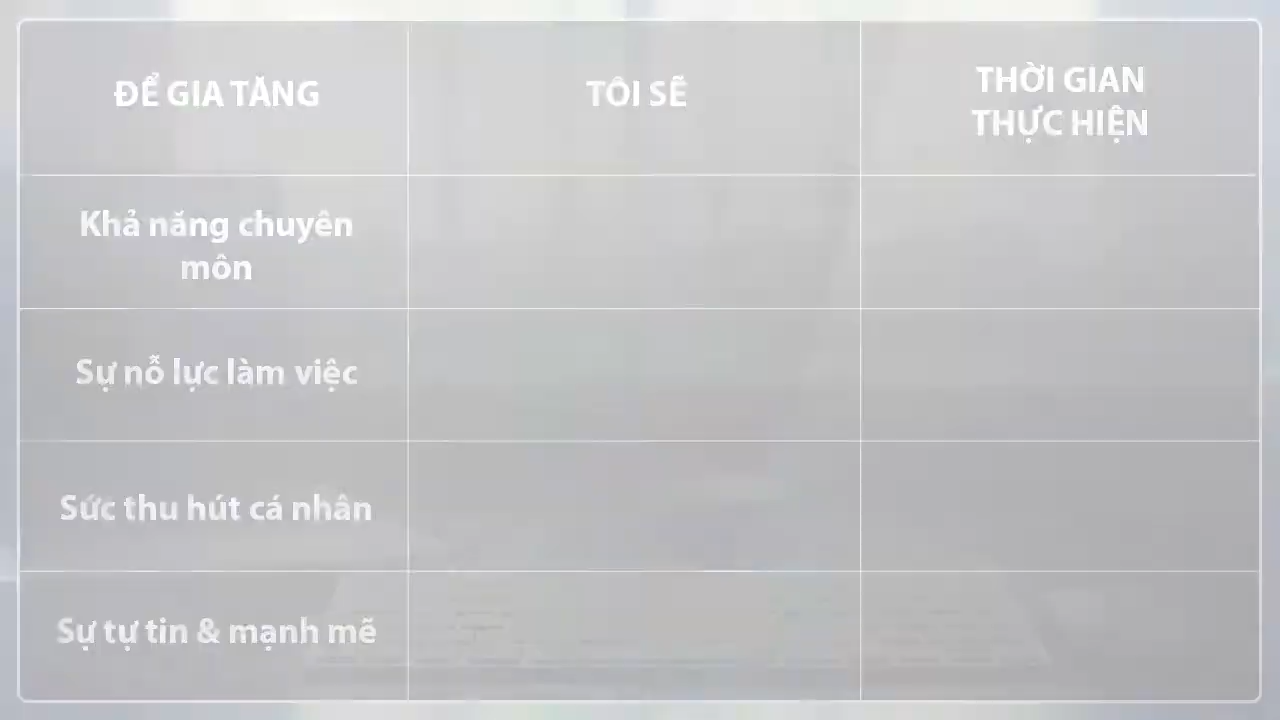 ĐỂ GIA TĂNG
TÔI SẼ
THỜI GIAN
THỰC HIỆN
Khả năng chuyên
môn
Sự nỗ lực làm việc
Sức thu hút cá nhân
Sự tự tin & mạnh mẽ